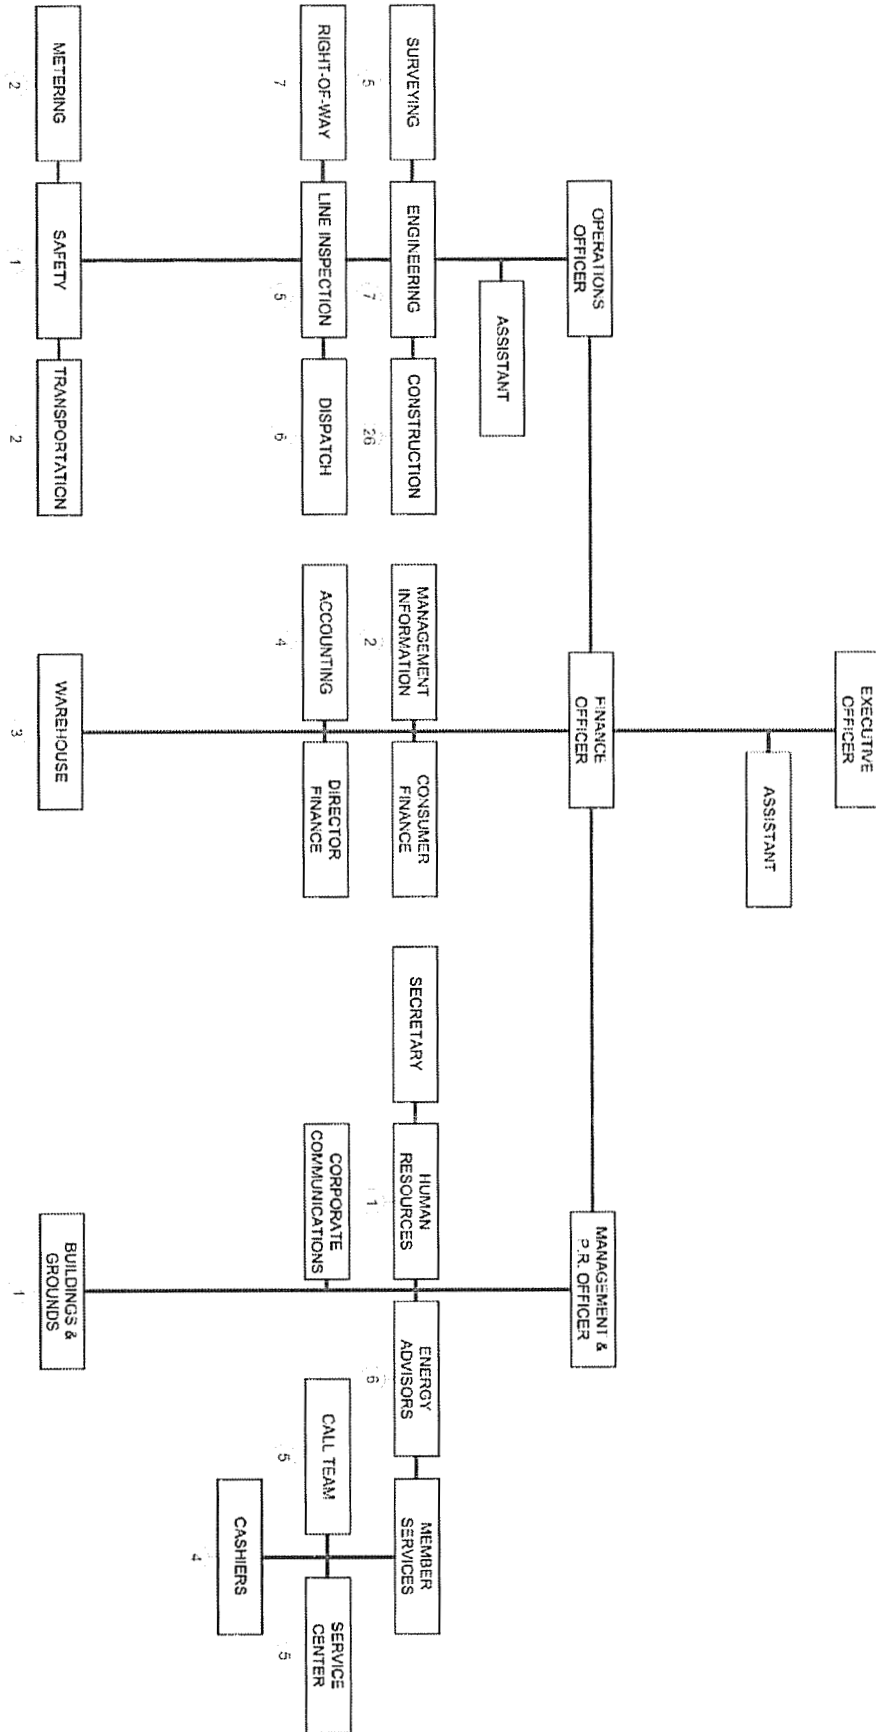 EXECUTIVE
OFFICER
ASSISTANT
OPERATIONS
OFFICER
FINANCE
OFFICER
MANAGEMENT &
P.R. OFFICER
ASSISTANT
SURVEYING
5
ENGINEERING
7
CONSTRUCTION
26
MANAGEMENT
INFORMATION
2
CONSUMER
FINANCE
SECRETARY
HUMAN
RESOURCES
1
ENERGY
ADVISORS
6
MEMBER
SERVICES
RIGHT-OF-WAY
7
LINE INSPECTION
5
DISPATCH
6
ACCOUNTING
4
DIRECTOR
FINANCE
CORPORATE
COMMUNICATIONS
CALL TEAM
5
SERVICE
CENTER
5
CASHIERS
4
METERING
2
SAFETY
1
TRANSPORTATION
2
WAREHOUSE
3
BUILDINGS &
GROUNDS
1